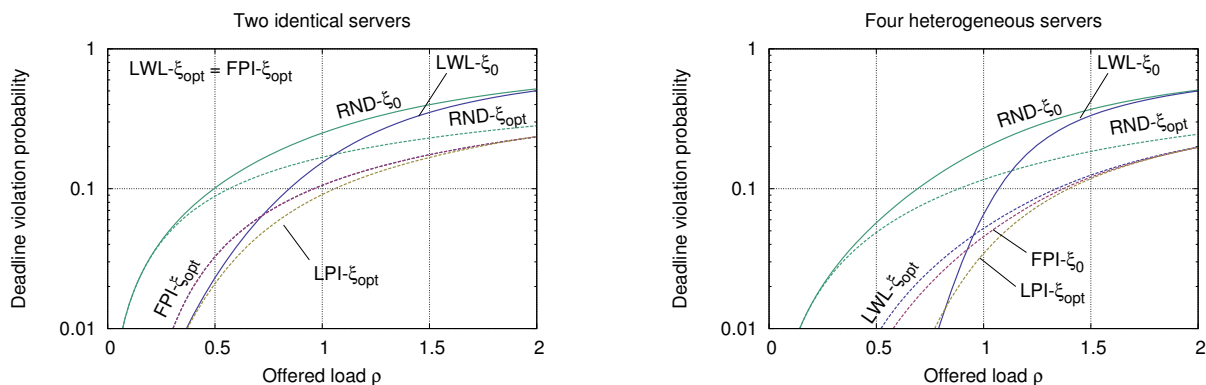 Two identical servers
Deadline violation probability
1
0.1
0.01
LWL-ξopt = FPI-ξopt
LWL-ξ0
RND-ξ0
RND-ξopt
FPI-ξopt
LPI-ξopt
0
0.5
1
1.5
2
Offered load ρ
Four heterogeneous servers
Deadline violation probability
1
0.1
0.01
LWL-ξ0
RND-ξ0
RND-ξopt
LWL-ξopt
FPI-ξ0
LPI-ξopt
0
0.5
1
1.5
2
Offered load ρ